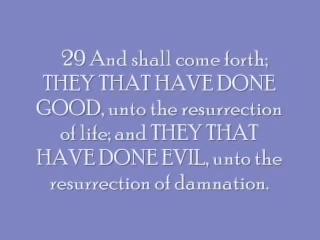 29 And shall come forth;
THEY THAT HAVE DONE
GOOD, unto the resurrection
of life; and THEY THAT
HAVE DONE EVIL, unto the
resurrection of damnation.